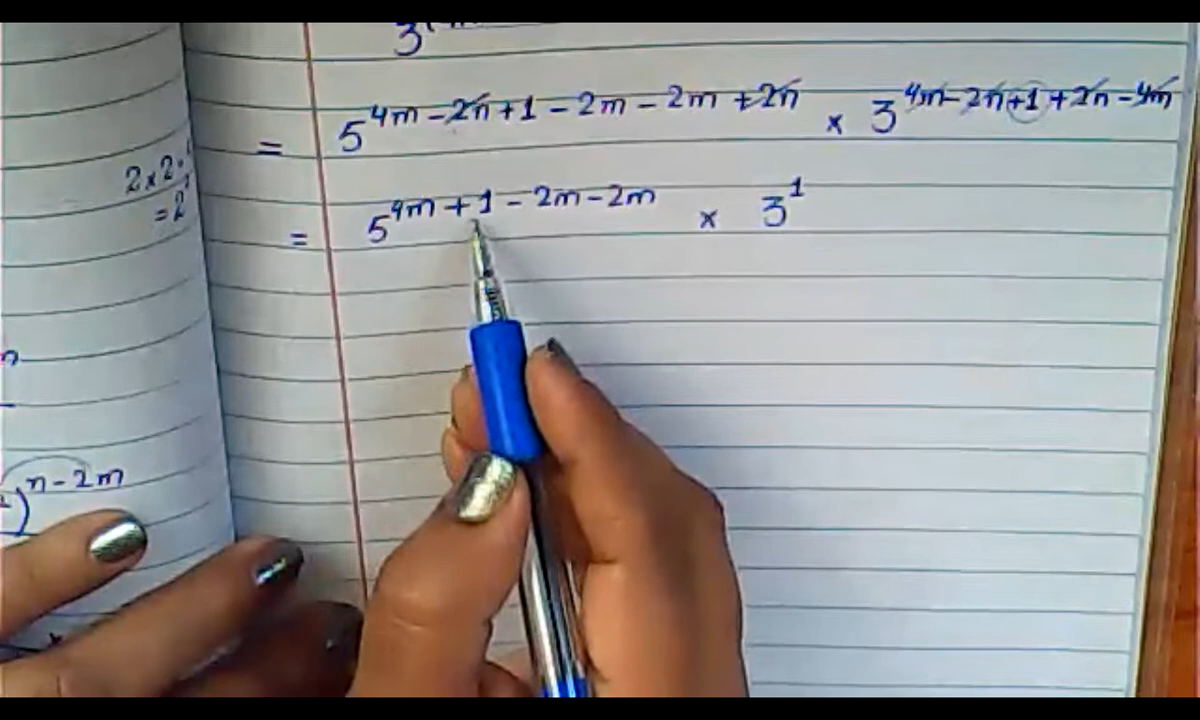 = 5^{4m - 2n + 1 - 2m - 2m + 2n} × 3^{4m - 2n + 1 + 2n - 4m}
= 5^{4m + 1 - 2m - 2m} × 3^1
2 × 2
= 2
)^{n - 2m}